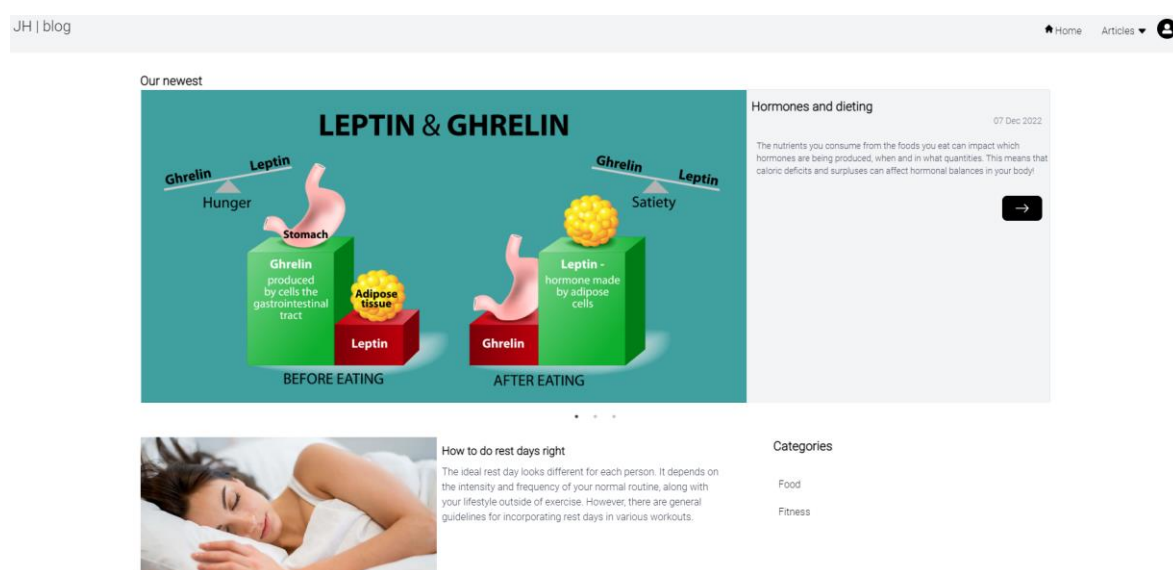 JH | blog
Home
Articles
Our newest
LEPTIN & GHRELIN
Ghrelin
Leptin
Hunger
Ghrelin
Leptin
Satiety
Stomach
Ghrelin
produced
by cells the
gastrointestinal
tract
Adipose
tissue
Leptin
BEFORE EATING
Leptin -
hormone made
by adipose
cells
Ghrelin
AFTER EATING
Hormones and dieting
07 Dec 2022
The nutrients you consume from the foods you eat can impact which
hormones are being produced, when and in what quantities. This means that
caloric deficits and surpluses can affect hormonal balances in your body!
How to do rest days right
The ideal rest day looks different for each person. It depends on
the intensity and frequency of your normal routine, along with
your lifestyle outside of exercise. However, there are general
guidelines for incorporating rest days in various workouts.
Categories
Food
Fitness